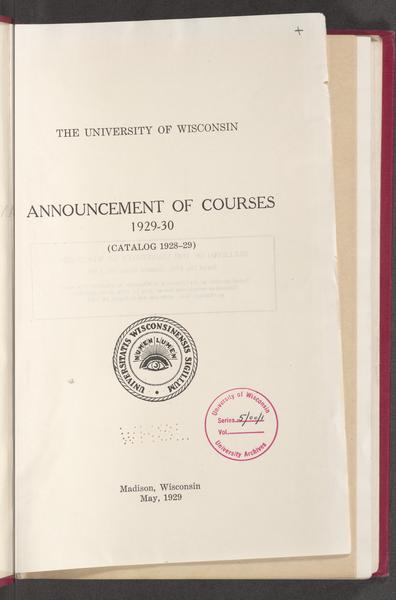 THE UNIVERSITY OF WISCONSIN
ANNOUNCEMENT OF COURSES
1929-30
(CATALOG 1928-29)
UNIVERSITATIS WISCONSINENSIS SIGILLUM
NUMEN LUMEN
University of Wisconsin
Series 5/00/1
Vol.
University Archives
Madison, Wisconsin
May, 1929